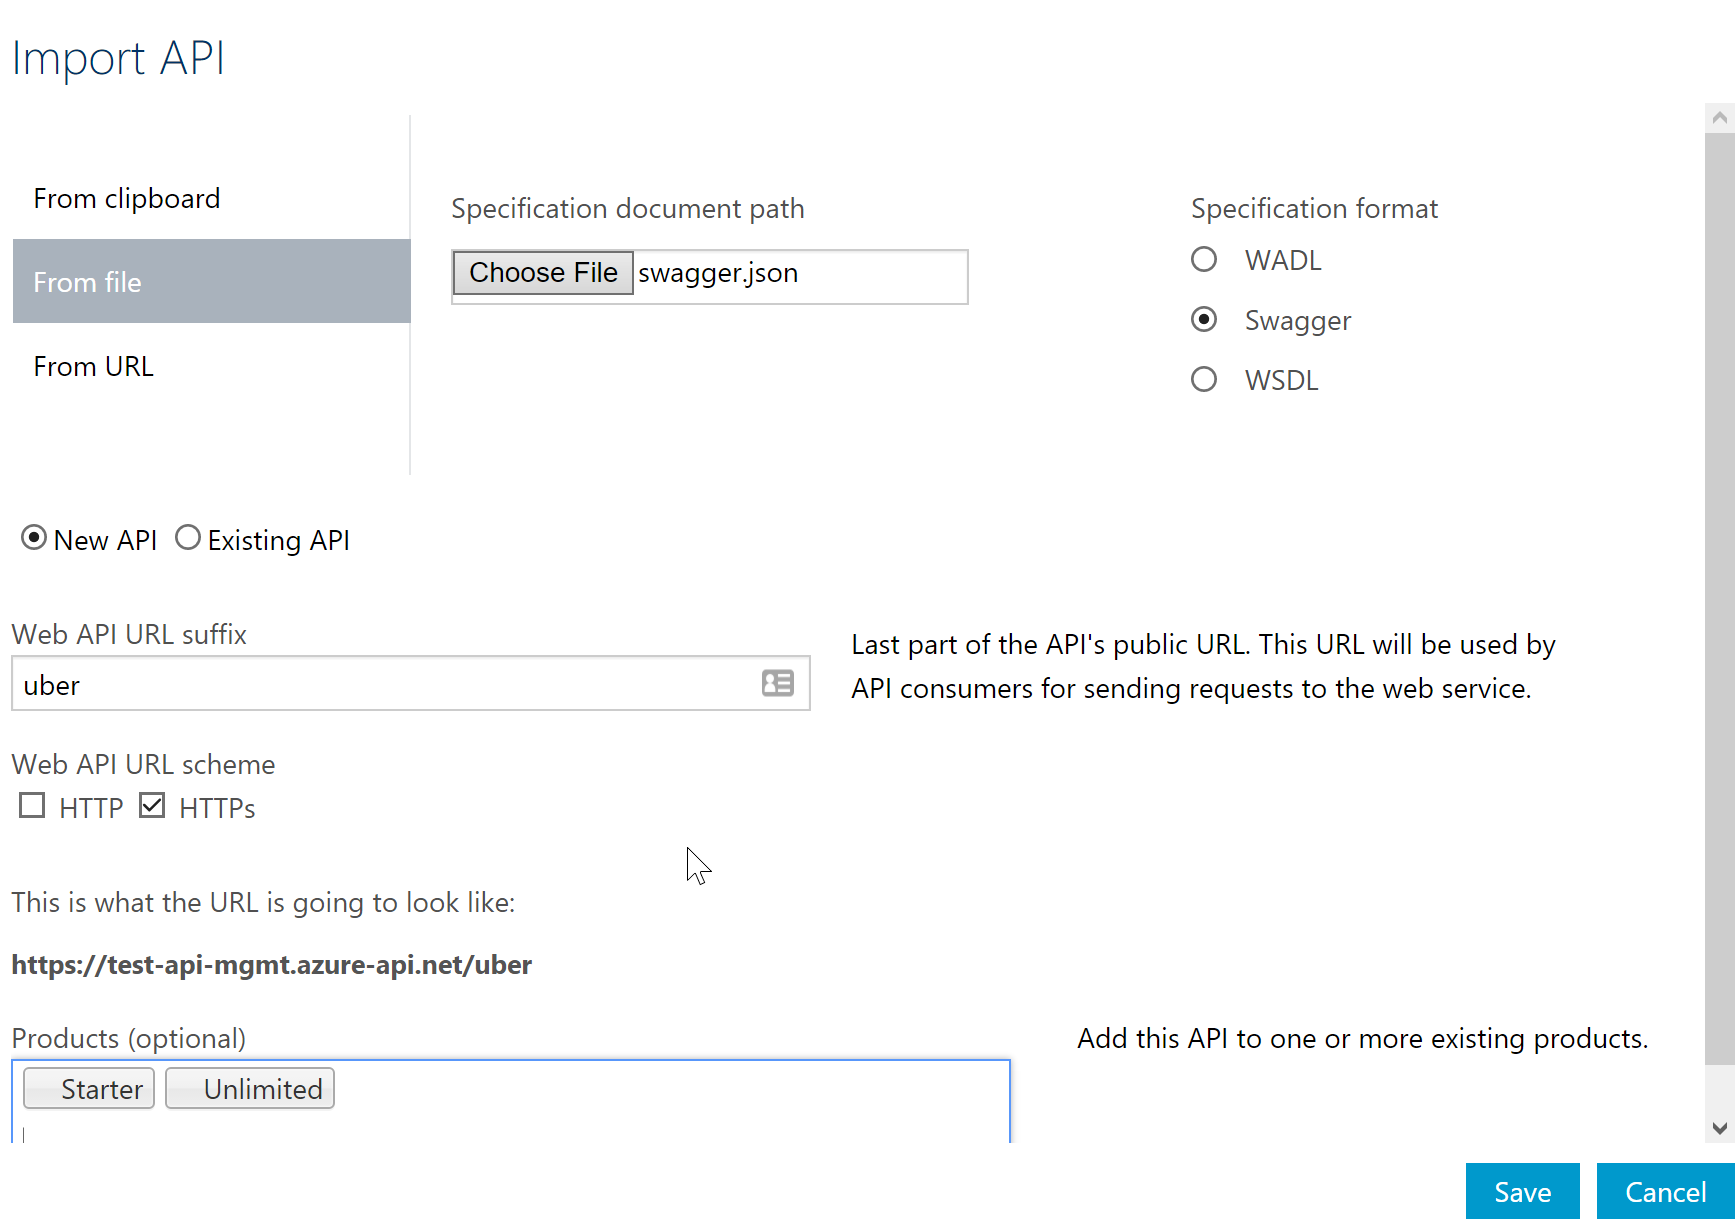 Import API
From clipboard
From file
From URL
Specification document path
Choose File swagger.json
Specification format
WADL
Swagger
WSDL
New API Existing API
Web API URL suffix
uber
Last part of the API's public URL. This URL will be used by
API consumers for sending requests to the web service.
Web API URL scheme
HTTP HTTPs
This is what the URL is going to look like:
https://test-api-mgmt.azure-api.net/uber
Products (optional)
Starter Unlimited
Add this API to one or more existing products.
Save Cancel